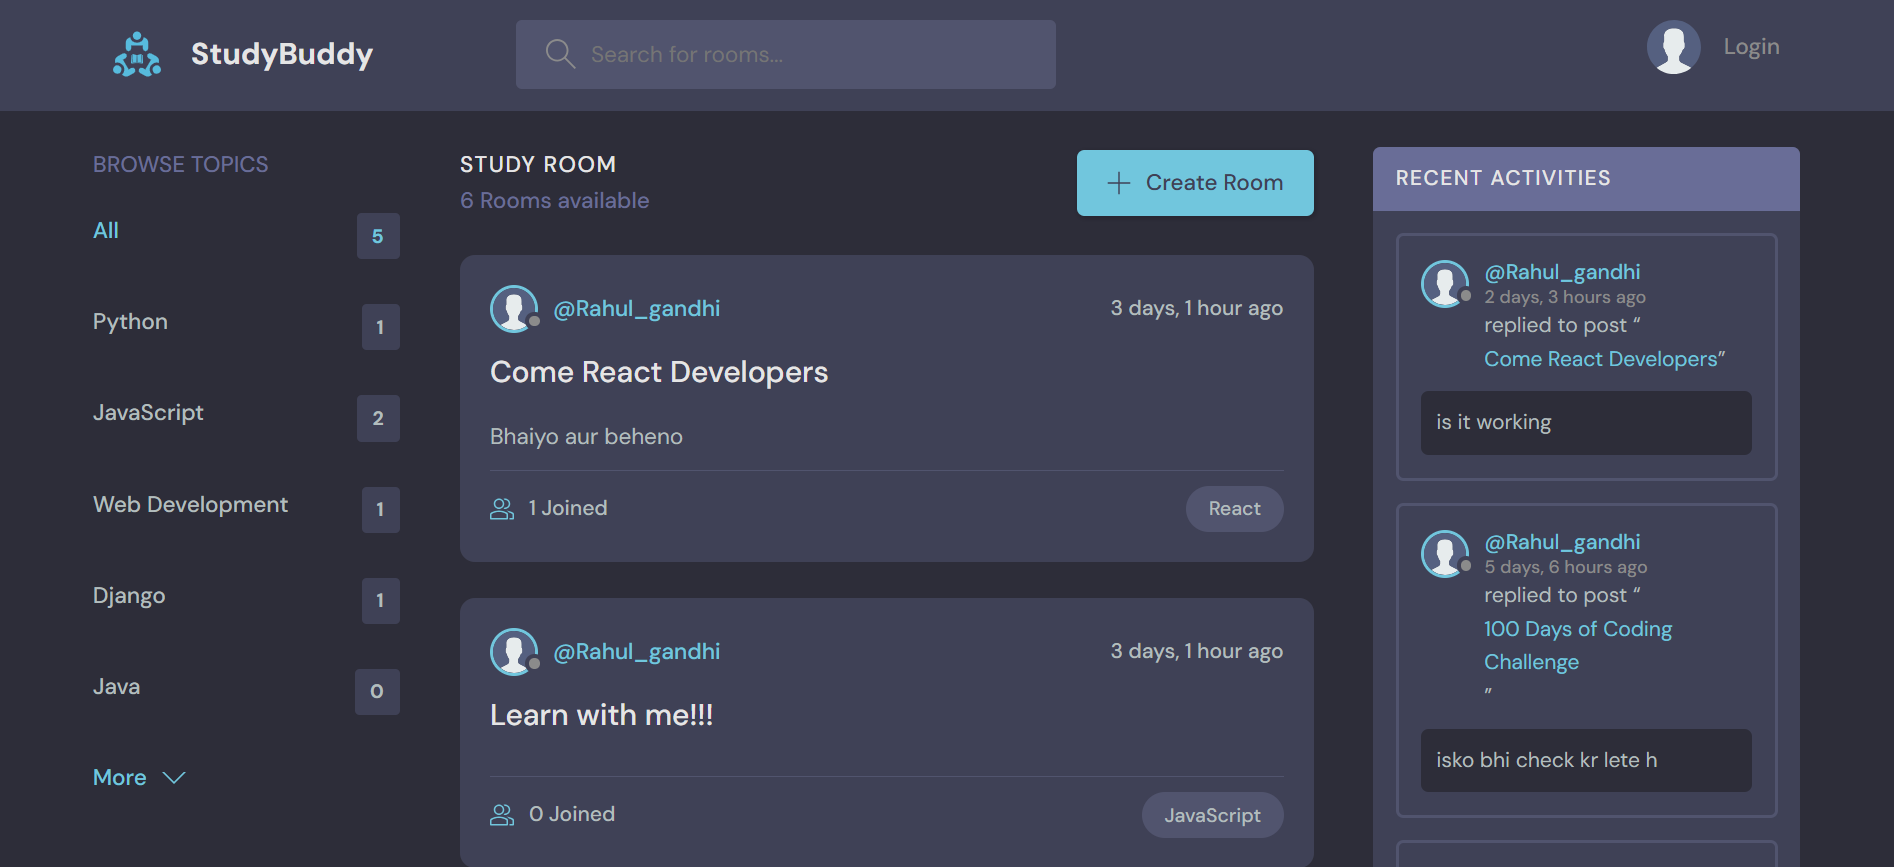 StudyBuddy
Search for rooms...
Login
BROWSE TOPICS
All
5
Python
1
JavaScript
2
Web Development
1
Django
1
Java
0
More
STUDY ROOM
6 Rooms available
Create Room
@Rahul_gandhi
3 days, 1 hour ago
Come React Developers
Bhaiyo aur beheno
1 Joined
React
@Rahul_gandhi
3 days, 1 hour ago
Learn with me!!!
0 Joined
JavaScript
RECENT ACTIVITIES
@Rahul_gandhi
2 days, 3 hours ago
replied to post “
Come React Developers”
is it working
@Rahul_gandhi
5 days, 6 hours ago
replied to post “
100 Days of Coding
Challenge
”
isko bhi check kr lete h